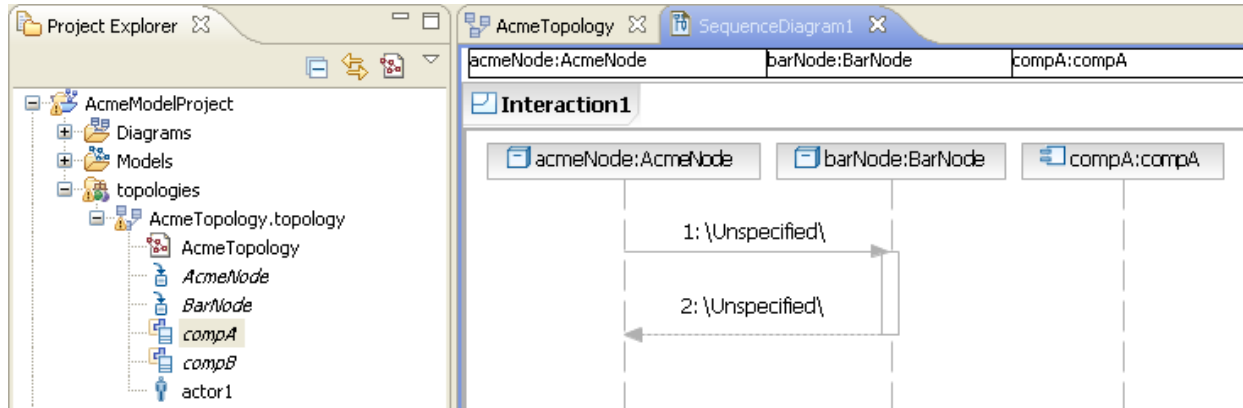 Project Explorer
AcmeModelProject
Diagrams
Models
topologies
AcmeTopology.topology
AcmeTopology
AcmeNode
BarNode
compA
compB
actor1
AcmeTopology
SequenceDiagram1
acmeNode:AcmeNode
barNode:BarNode
compA:compA
Interaction1
acmeNode:AcmeNode
barNode:BarNode
compA:compA
1: \Unspecified\
2: \Unspecified\